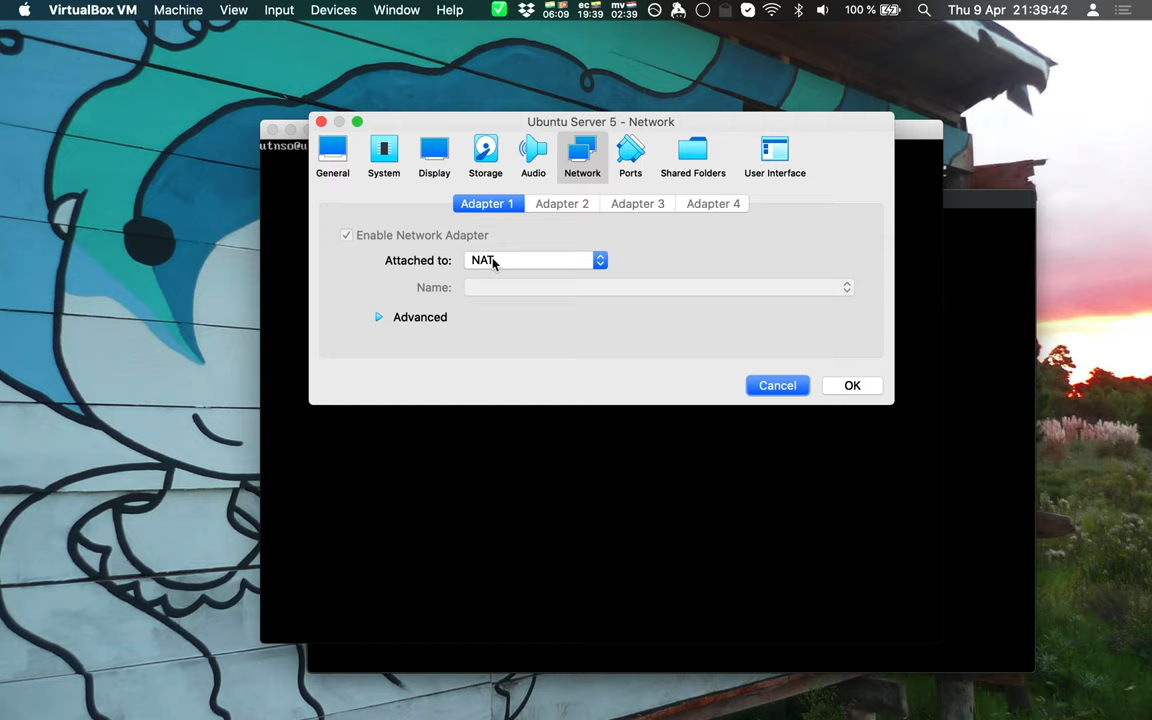 VirtualBox VM Machine View Input Devices Window Help 06:09 ec 19:39 mv 02:39 100 % Thu 9 Apr 21:39:42
Ubuntu Server 5 - Network
utnso@u
General System Display Storage Audio Network Ports Shared Folders User Interface
Adapter 1 Adapter 2 Adapter 3 Adapter 4
Enable Network Adapter
Attached to: NAT
Name:
Advanced
Cancel OK